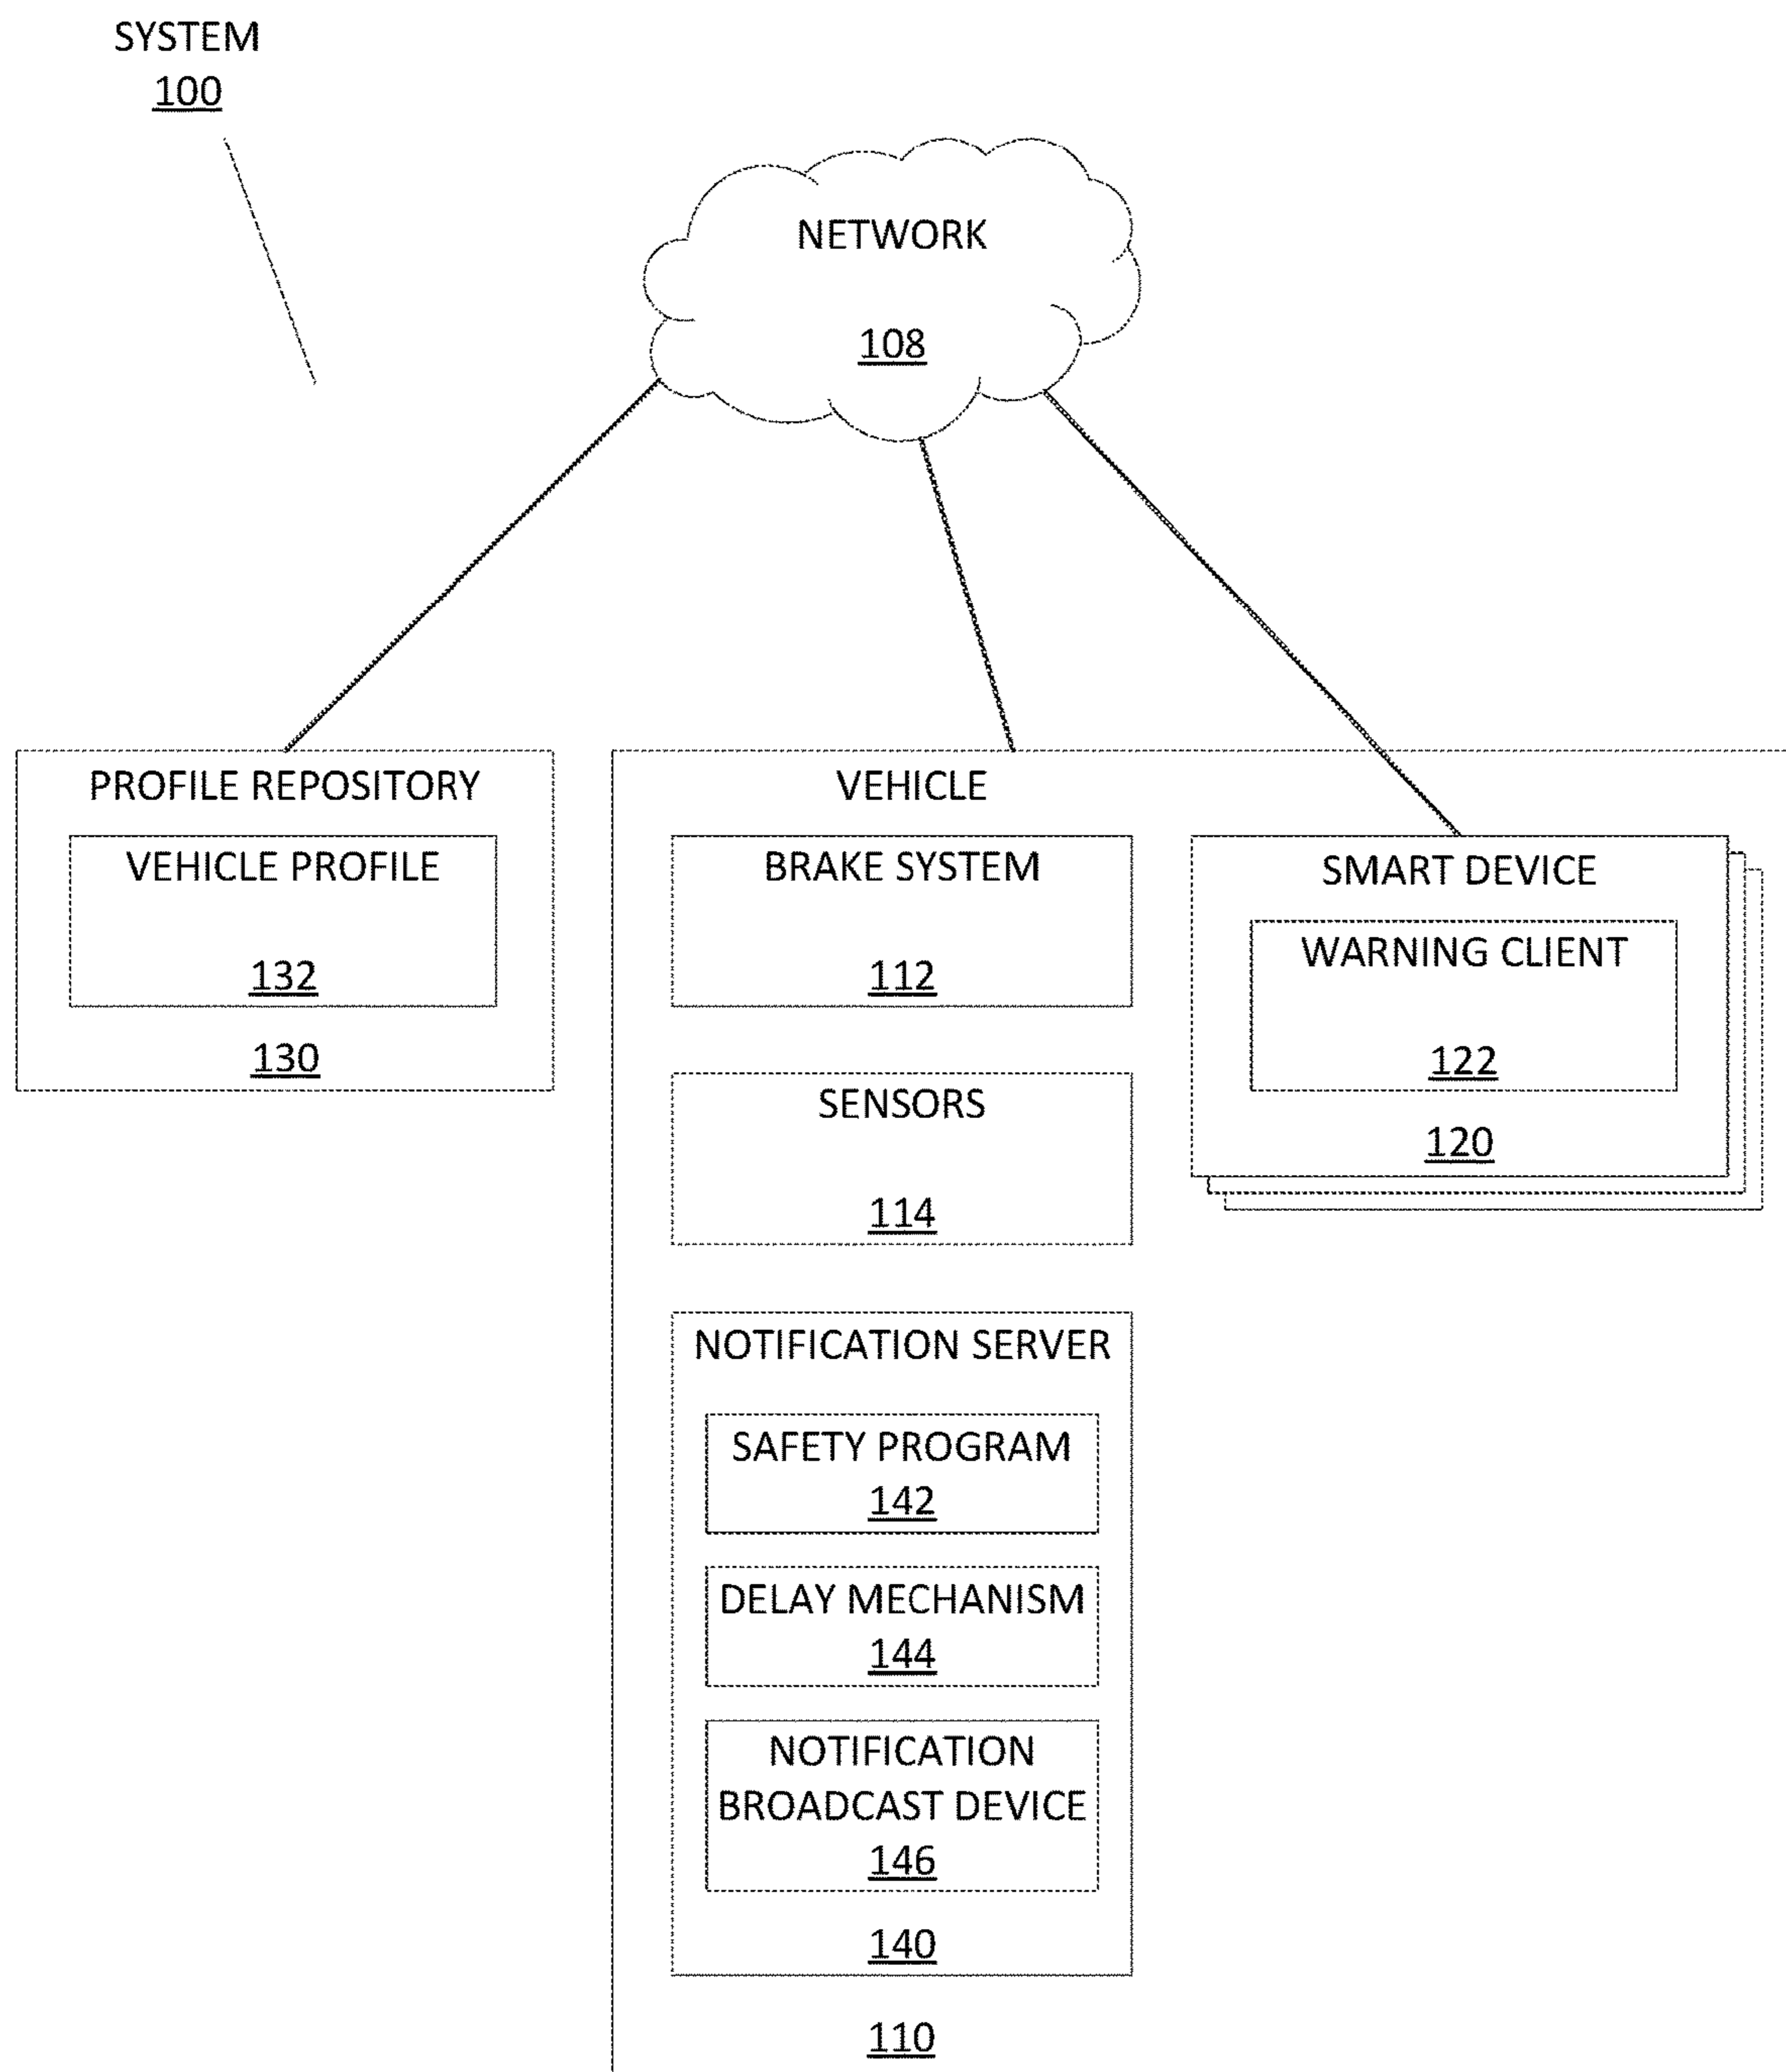 SYSTEM
100
NETWORK
108
PROFILE REPOSITORY
VEHICLE PROFILE
132
130
VEHICLE
BRAKE SYSTEM
112
SENSORS
114
NOTIFICATION SERVER
SAFETY PROGRAM
142
DELAY MECHANISM
144
NOTIFICATION
BROADCAST DEVICE
146
140
110
SMART DEVICE
WARNING CLIENT
122
120